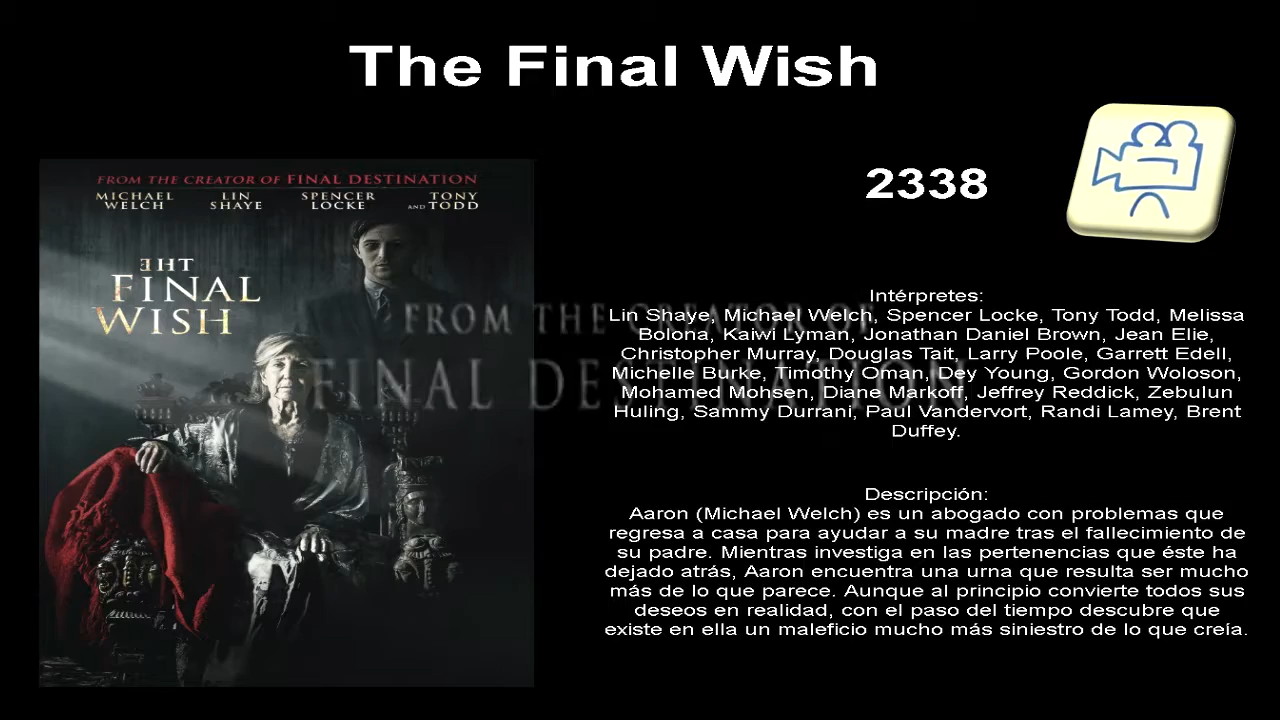 The Final Wish
2338
FROM THE CREATOR OF FINAL DESTINATION
MICHAEL WELCH LIN SHAYE SPENCER LOCKE AND TONY TODD
THE
FINAL
WISH
FROM THE CREATOR OF
FINAL DESTINATION
Intérpretes:
Lin Shaye, Michael Welch, Spencer Locke, Tony Todd, Melissa
Bolona, Kaiwi Lyman, Jonathan Daniel Brown, Jean Elie,
Christopher Murray, Douglas Tait, Larry Poole, Garrett Edell,
Michelle Burke, Timothy Oman, Dey Young, Gordon Woloson,
Mohamed Mohsen, Diane Markoff, Jeffrey Reddick, Zebulun
Huling, Sammy Durrani, Paul Vandervort, Randi Lamey, Brent
Duffey.
Descripción:
Aaron (Michael Welch) es un abogado con problemas que
regresa a casa para ayudar a su madre tras el fallecimiento de
su padre. Mientras investiga en las pertenencias que éste ha
dejado atrás, Aaron encuentra una urna que resulta ser mucho
más de lo que parece. Aunque al principio convierte todos sus
deseos en realidad, con el paso del tiempo descubre que
existe en ella un maleficio mucho más siniestro de lo que creía.